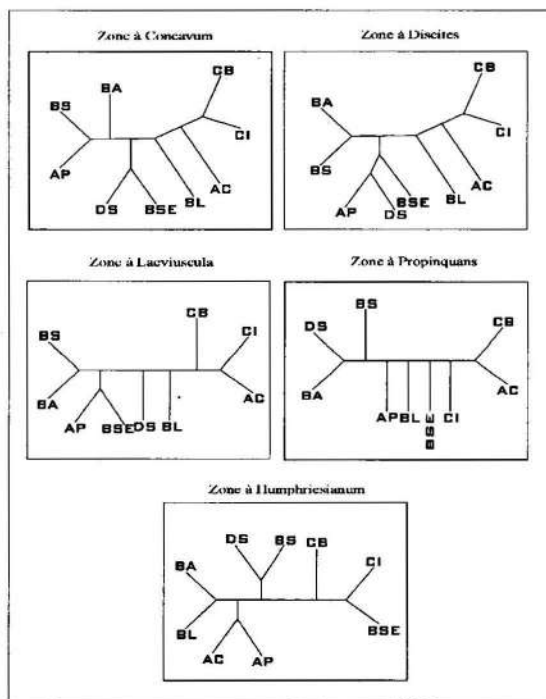 Zone à Concavum
BS
BA
CB
CI
AP
DS
BSE
BL
AC
Zone à Discites
BA
BS
CB
CI
AP
DS
BSE
BL
AC
Zone à Laeviuscula
BS
BA
CB
CI
AP
BSE
DS
BL
AC
Zone à Propinquans
DS
BS
CB
BA
AP
BL
BSE
CI
AC
Zone à Humphriesianum
BA
DS
BS
CB
CI
BL
AC
AP
BSE